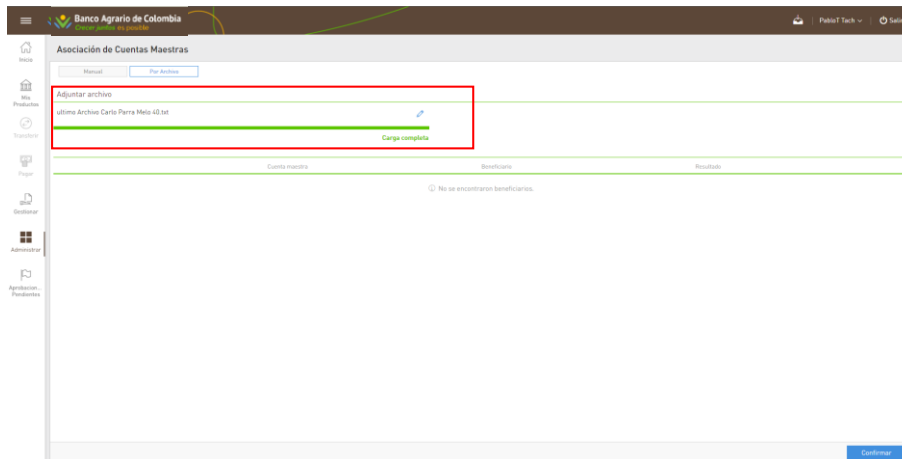 Banco Agrario de Colombia
Crecer juntos es posible
PabloT Tach
Salir
Inicio
Mis
Productos
Transferir
Pagar
Gestionar
Administrar
Aprobacion...
Pendientes
Asociación de Cuentas Maestras
Manual
Por Archivo
Adjuntar archivo
ultimo Archivo Carlo Parra Melo 40.txt
Carga completa
Cuenta maestra Beneficiario Resultado
No se encontraron beneficiarios.
Confirmar